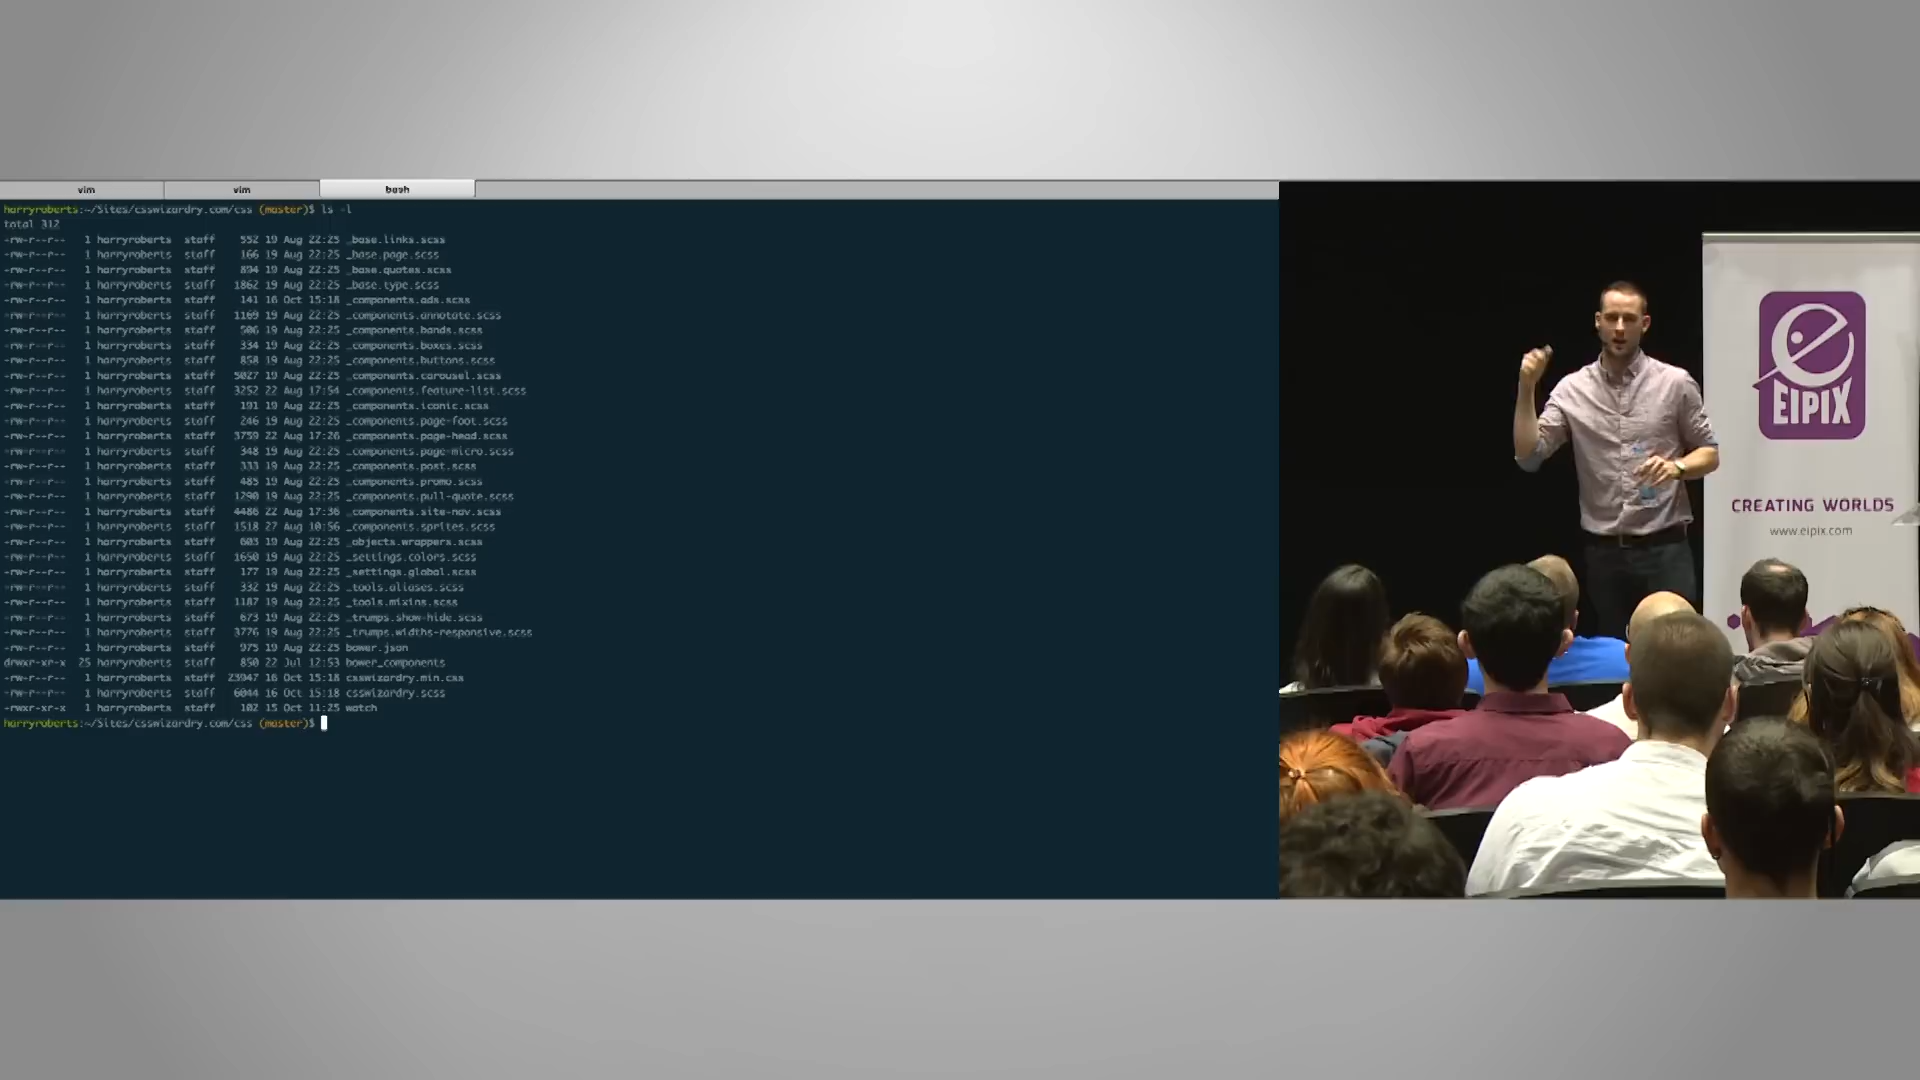 vim vim bash
harryroberts:~/Sites/csswizardry.com/css (master)$ ls -l
total 312
-rw-r--r-- 1 harryroberts staff 552 19 Aug 22:25 _base.links.scss
-rw-r--r-- 1 harryroberts staff 166 19 Aug 22:25 _base.page.scss
-rw-r--r-- 1 harryroberts staff 894 19 Aug 22:25 _base.quotes.scss
-rw-r--r-- 1 harryroberts staff 1862 19 Aug 22:25 _base.type.scss
-rw-r--r-- 1 harryroberts staff 141 16 Oct 15:18 _components.ads.scss
-rw-r--r-- 1 harryroberts staff 1169 19 Aug 22:25 _components.annotate.scss
-rw-r--r-- 1 harryroberts staff 506 19 Aug 22:25 _components.bands.scss
-rw-r--r-- 1 harryroberts staff 334 19 Aug 22:25 _components.boxes.scss
-rw-r--r-- 1 harryroberts staff 858 19 Aug 22:25 _components.buttons.scss
-rw-r--r-- 1 harryroberts staff 5027 19 Aug 22:25 _components.carousel.scss
-rw-r--r-- 1 harryroberts staff 3252 22 Aug 17:54 _components.feature-list.scss
-rw-r--r-- 1 harryroberts staff 191 19 Aug 22:25 _components.iconic.scss
-rw-r--r-- 1 harryroberts staff 246 19 Aug 22:25 _components.page-foot.scss
-rw-r--r-- 1 harryroberts staff 3759 22 Aug 17:26 _components.page-head.scss
-rw-r--r-- 1 harryroberts staff 348 19 Aug 22:25 _components.page-micro.scss
-rw-r--r-- 1 harryroberts staff 333 19 Aug 22:25 _components.post.scss
-rw-r--r-- 1 harryroberts staff 485 19 Aug 22:25 _components.promo.scss
-rw-r--r-- 1 harryroberts staff 1290 19 Aug 22:25 _components.pull-quote.scss
-rw-r--r-- 1 harryroberts staff 4486 22 Aug 17:36 _components.site-nav.scss
-rw-r--r-- 1 harryroberts staff 1518 27 Aug 10:56 _components.sprites.scss
-rw-r--r-- 1 harryroberts staff 603 19 Aug 22:25 _objects.wrappers.scss
-rw-r--r-- 1 harryroberts staff 1650 19 Aug 22:25 _settings.colors.scss
-rw-r--r-- 1 harryroberts staff 177 19 Aug 22:25 _settings.global.scss
-rw-r--r-- 1 harryroberts staff 332 19 Aug 22:25 _tools.aliases.scss
-rw-r--r-- 1 harryroberts staff 1187 19 Aug 22:25 _tools.mixins.scss
-rw-r--r-- 1 harryroberts staff 673 19 Aug 22:25 _trumps.show-hide.scss
-rw-r--r-- 1 harryroberts staff 3776 19 Aug 22:25 _trumps.widths-responsive.scss
-rw-r--r-- 1 harryroberts staff 975 19 Aug 22:25 bower.json
drwxr-xr-x 25 harryroberts staff 850 22 Jul 12:53 bower_components
-rw-r--r-- 1 harryroberts staff 23947 16 Oct 15:18 csswizardry.min.css
-rw-r--r-- 1 harryroberts staff 6044 16 Oct 15:18 csswizardry.scss
-rwxr-xr-x 1 harryroberts staff 102 15 Oct 11:25 watch
harryroberts:~/Sites/csswizardry.com/css (master)$
EIPIX
CREATING WORLDS
www.eipix.com